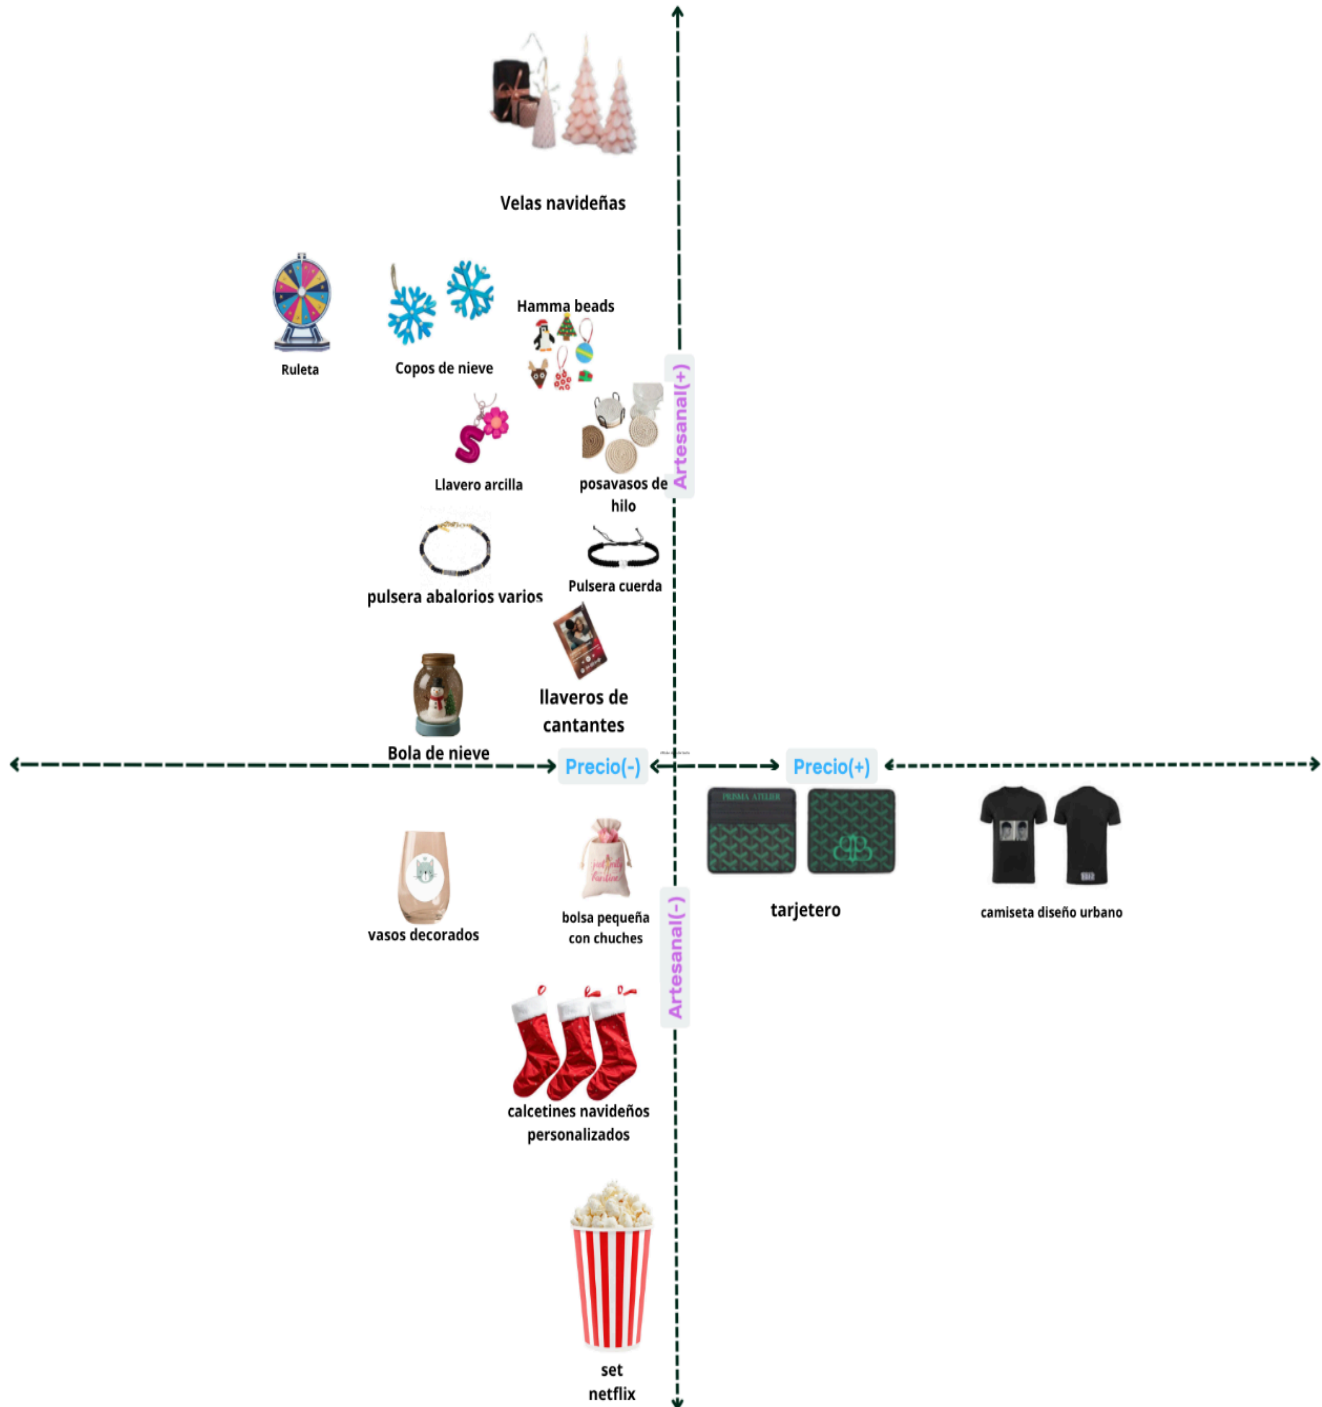 Velas navideñas
Hamma beads
Ruleta
Copos de nieve
Artesanal(+)
Llavero arcilla
posavasos de
hilo
pulsera abalorios varios
Pulsera cuerda
llaveros de
cantantes
Bola de nieve
Precio(-)
Precio(+)
PRISMA ATELIER
vasos decorados
bolsa pequeña
con chuches
tarjetero
camiseta diseño urbano
Artesanal(-)
calcetines navideños
personalizados
set
netflix